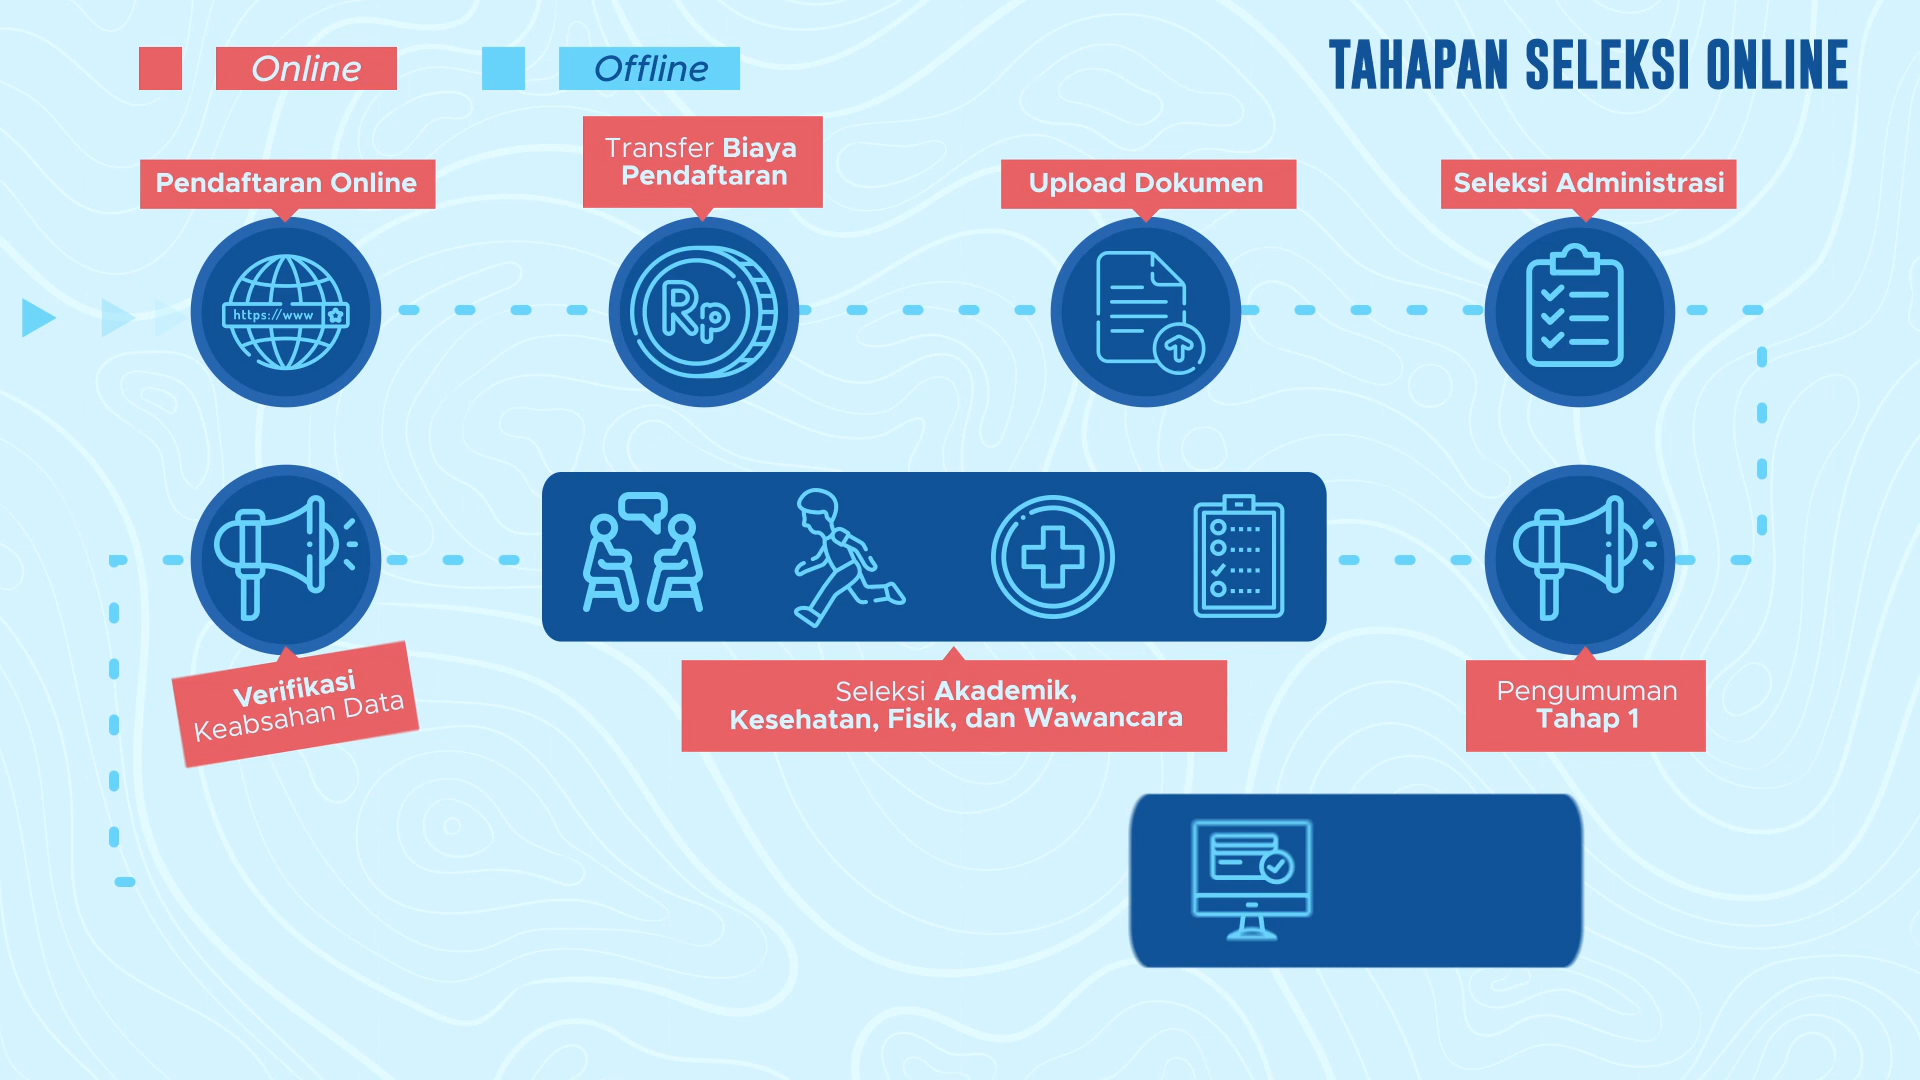 Online
Offline
TAHAPAN SELEKSI ONLINE
Pendaftaran Online
Transfer Biaya
Pendaftaran
Upload Dokumen
Seleksi Administrasi
https://www
Rp
Verifikasi
Keabsahan Data
Seleksi Akademik,
Kesehatan, Fisik, dan Wawancara
Pengumuman
Tahap 1